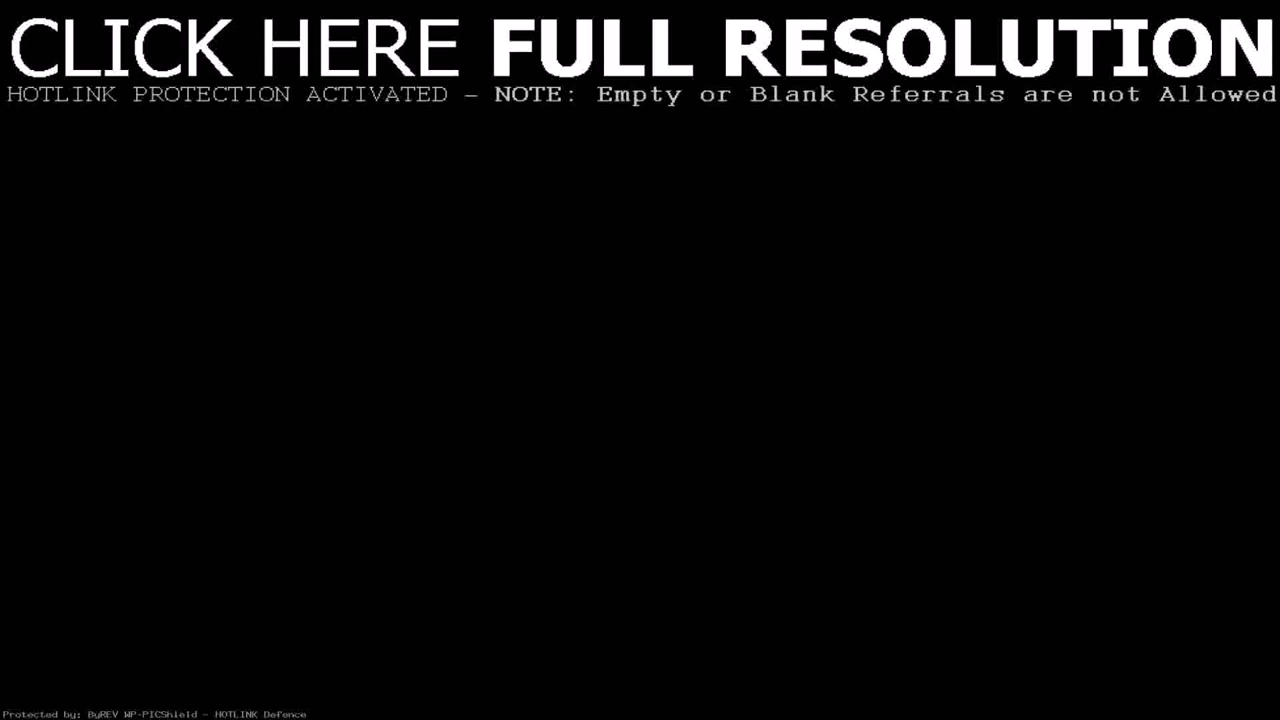 CLICK HERE FULL RESOLUTION
HOTLINK PROTECTION ACTIVATED - NOTE: Empty or Blank Referrals are not Allowed
Protected by: ByREV WP-PICShield - HOTLINK Defence